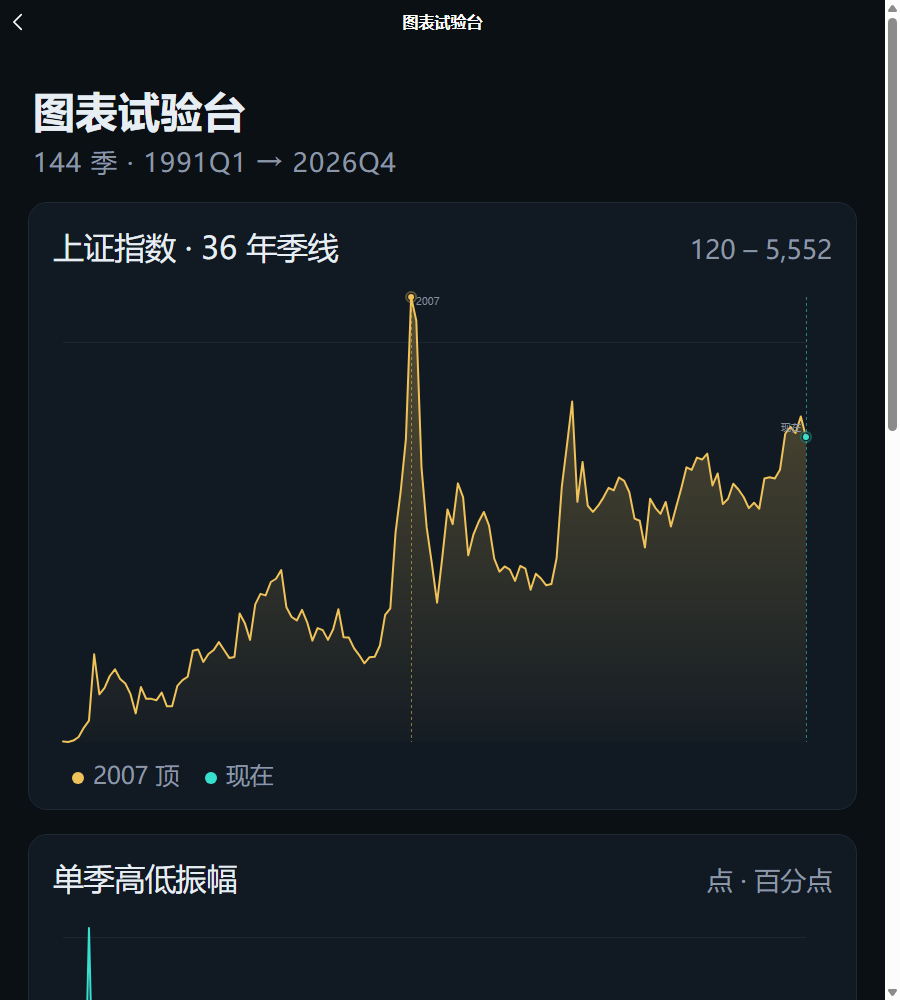 图表试验台
图表试验台
144 季 · 1991Q1 → 2026Q4
上证指数 · 36 年季线
120 – 5,552
2007
现在
2007 顶
现在
单季高低振幅
点 · 百分点